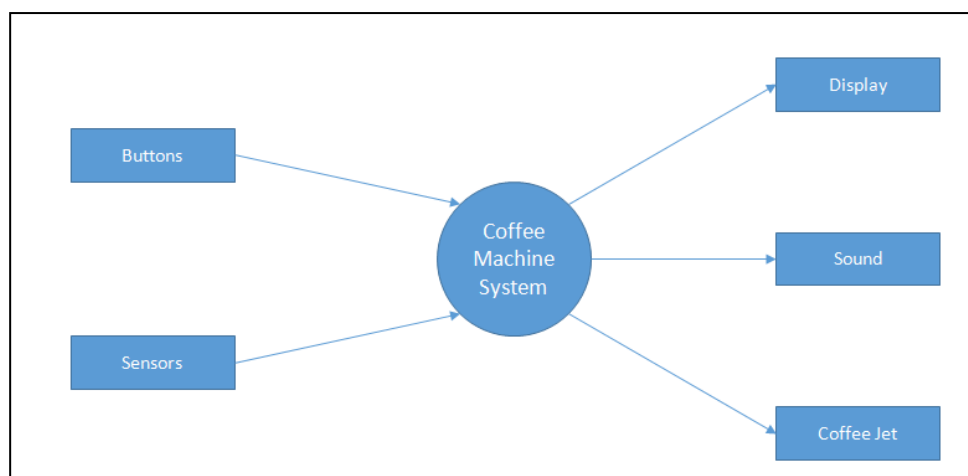 Display
Buttons
Coffee
Machine
System
Sound
Sensors
Coffee Jet